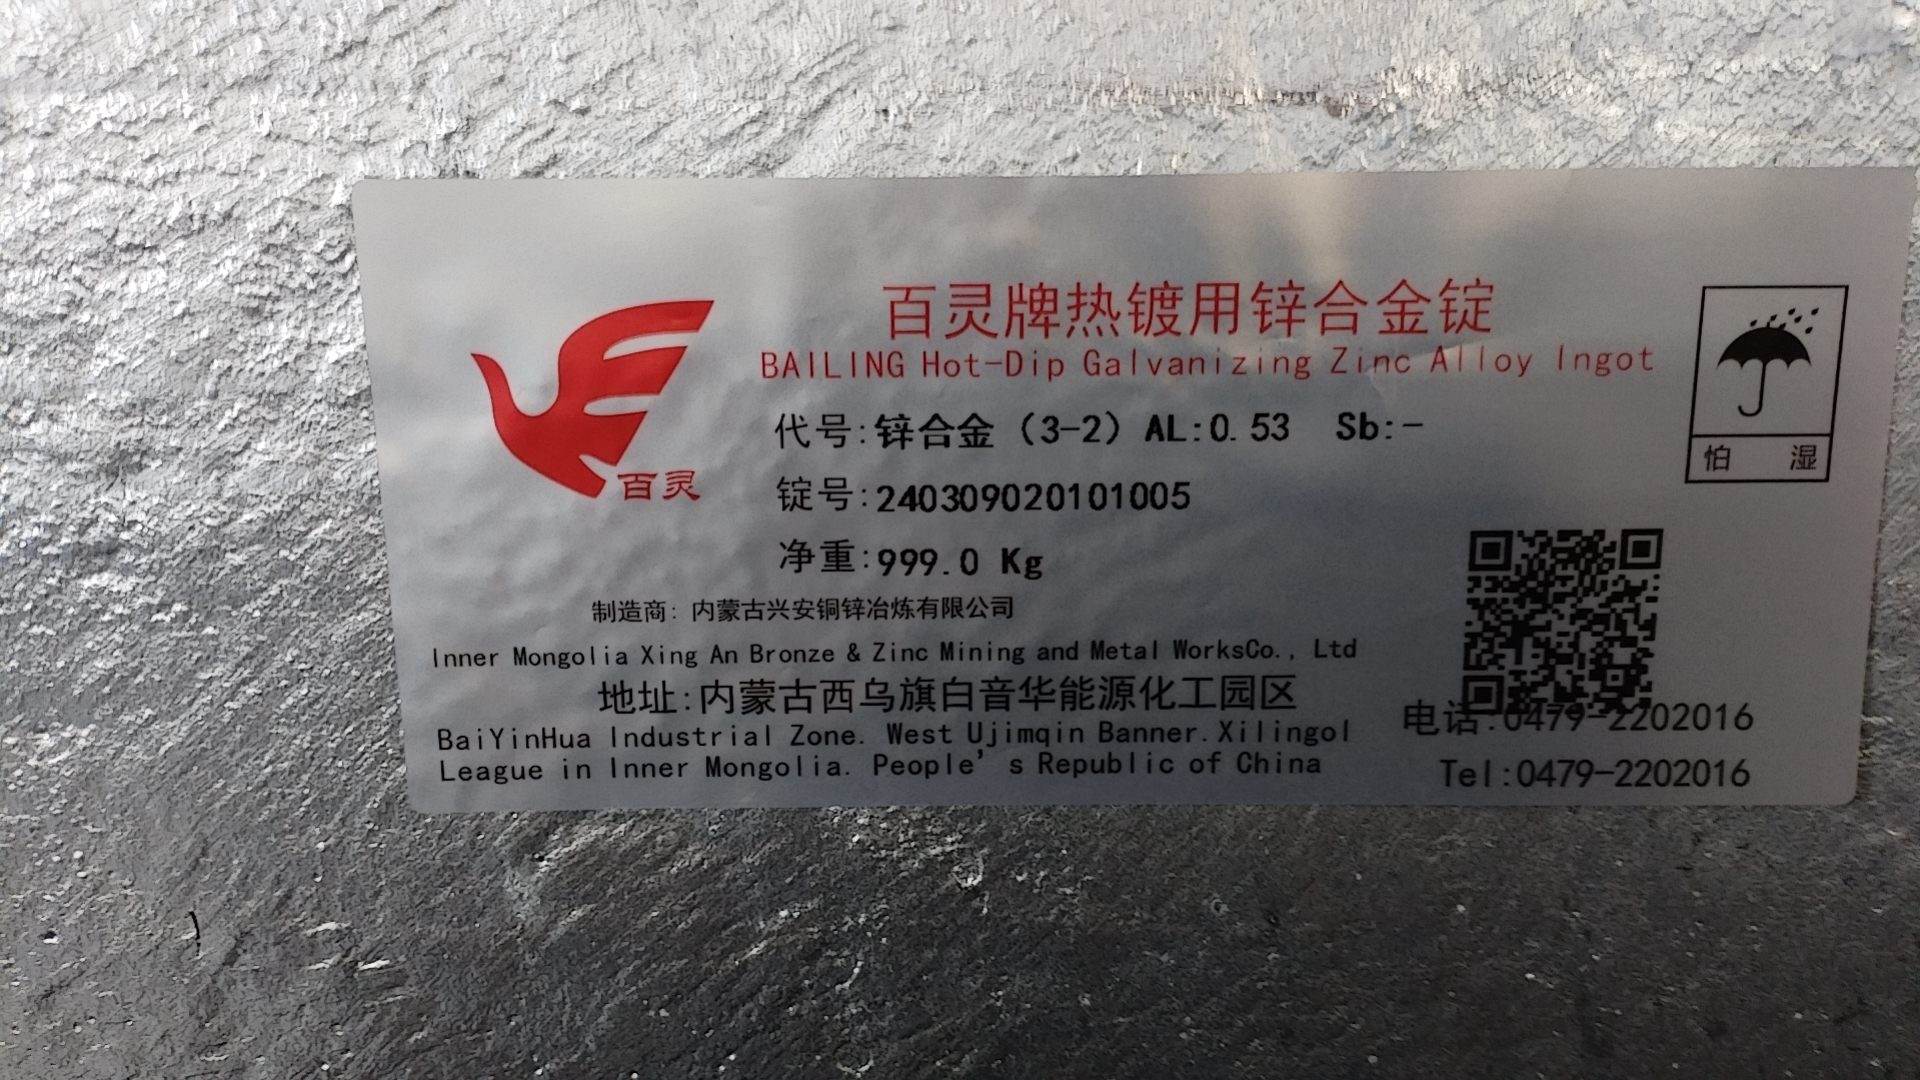 百灵牌热镀用锌合金锭
BAILING Hot-Dip Galvanizing Zinc Alloy Ingot
代号:锌合金（3-2）AL:0.53 Sb:-
百灵
锭号:240309020101005
净重:999.0 Kg
怕 湿
制造商: 内蒙古兴安铜锌冶炼有限公司
Inner Mongolia Xing An Bronze & Zinc Mining and Metal WorksCo., Ltd
地址:内蒙古西乌旗白音华能源化工园区
BaiYinHua Industrial Zone. West Ujimqin Banner. Xilingol
League in Inner Mongolia. People's Republic of China
电话:0479-2202016
Tel:0479-2202016